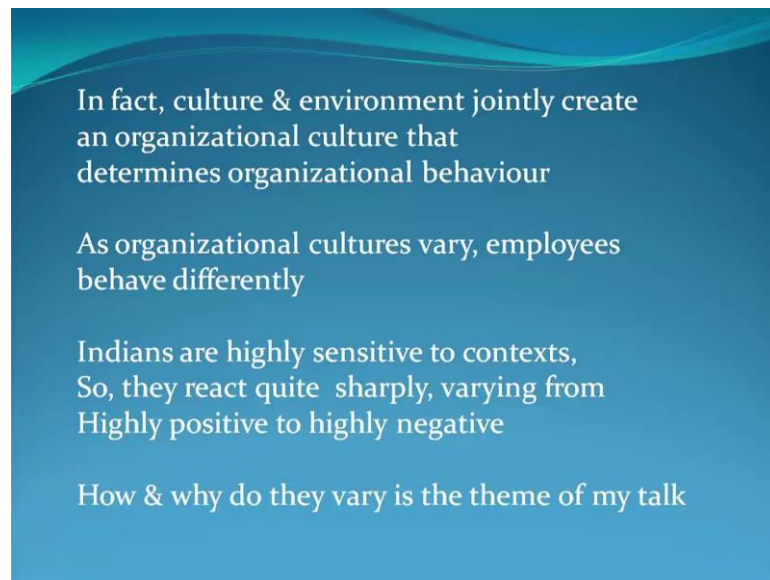 In fact, culture & environment jointly create
an organizational culture that
determines organizational behaviour
As organizational cultures vary, employees
behave differently
Indians are highly sensitive to contexts,
So, they react quite sharply, varying from
Highly positive to highly negative
How & why do they vary is the theme of my talk